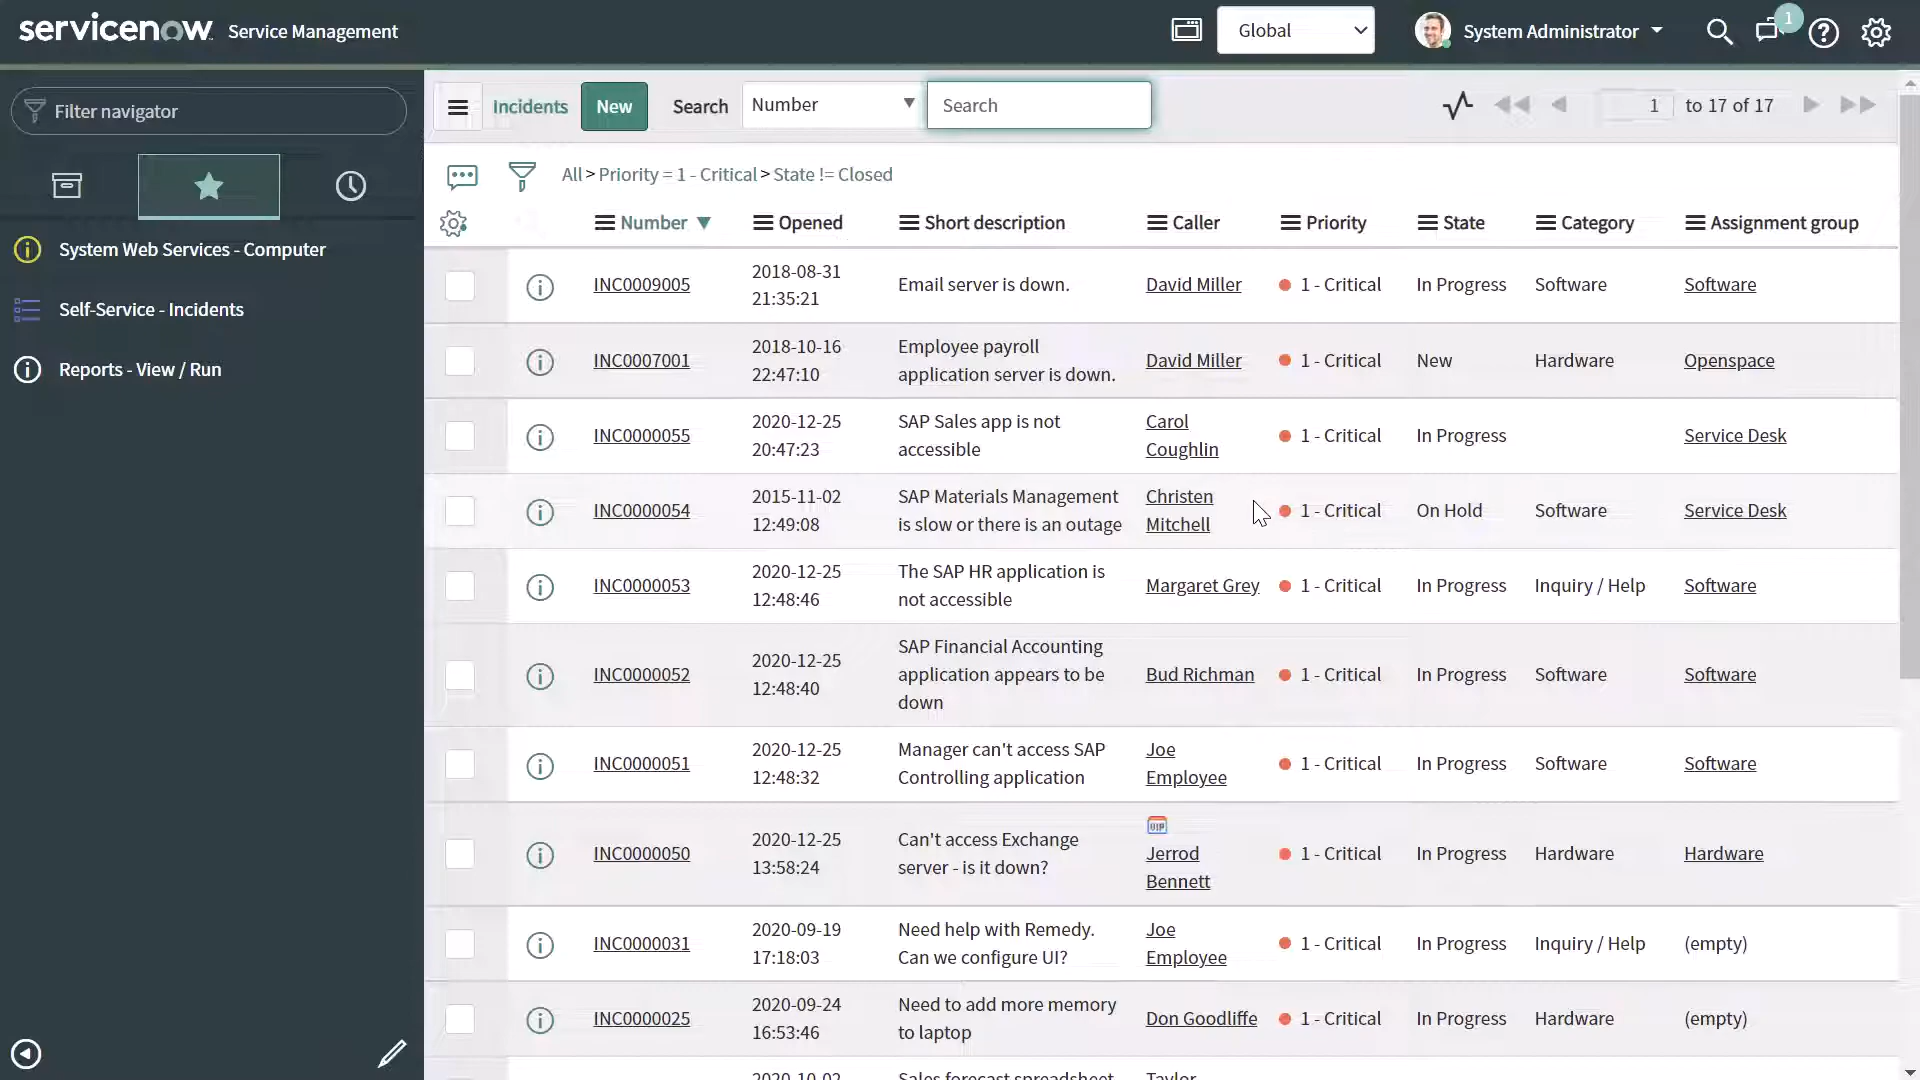 servicenow Service Management Global System Administrator 1
Filter navigator
System Web Services - Computer
Self-Service - Incidents
Reports - View / Run
Incidents New Search Number Search 1 to 17 of 17
All > Priority = 1 - Critical > State != Closed
Number Opened Short description Caller Priority State Category Assignment group
INC0009005 2018-08-31 21:35:21 Email server is down. David Miller 1 - Critical In Progress Software Software
INC0007001 2018-10-16 22:47:10 Employee payroll application server is down. David Miller 1 - Critical New Hardware Openspace
INC0000055 2020-12-25 20:47:23 SAP Sales app is not accessible Carol Coughlin 1 - Critical In Progress Service Desk
INC0000054 2015-11-02 12:49:08 SAP Materials Management is slow or there is an outage Christen Mitchell 1 - Critical On Hold Software Service Desk
INC0000053 2020-12-25 12:48:46 The SAP HR application is not accessible Margaret Grey 1 - Critical In Progress Inquiry / Help Software
INC0000052 2020-12-25 12:48:40 SAP Financial Accounting application appears to be down Bud Richman 1 - Critical In Progress Software Software
INC0000051 2020-12-25 12:48:32 Manager can't access SAP Controlling application Joe Employee 1 - Critical In Progress Software Software
INC0000050 2020-12-25 13:58:24 Can't access Exchange server - is it down? VIP Jerrod Bennett 1 - Critical In Progress Hardware Hardware
INC0000031 2020-09-19 17:18:03 Need help with Remedy. Can we configure UI? Joe Employee 1 - Critical In Progress Inquiry / Help (empty)
INC0000025 2020-09-24 16:53:46 Need to add more memory to laptop Don Goodliffe 1 - Critical In Progress Hardware (empty)
2020-10-02 Sales forecast spreadsheet Taylor